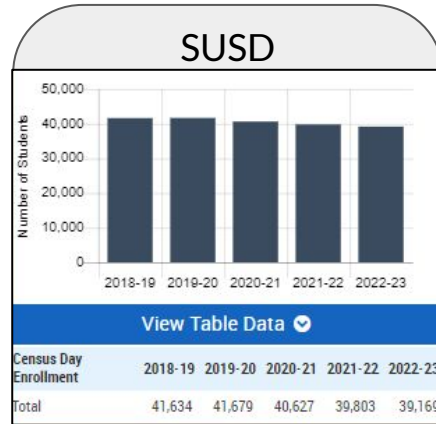 SUSD
50,000
40,000
30,000
20,000
10,000
0
Number of Students
2018-19 2019-20 2020-21 2021-22 2022-23
View Table Data
Census Day
Enrollment 2018-19 2019-20 2020-21 2021-22 2022-23
Total 41,634 41,679 40,627 39,803 39,169